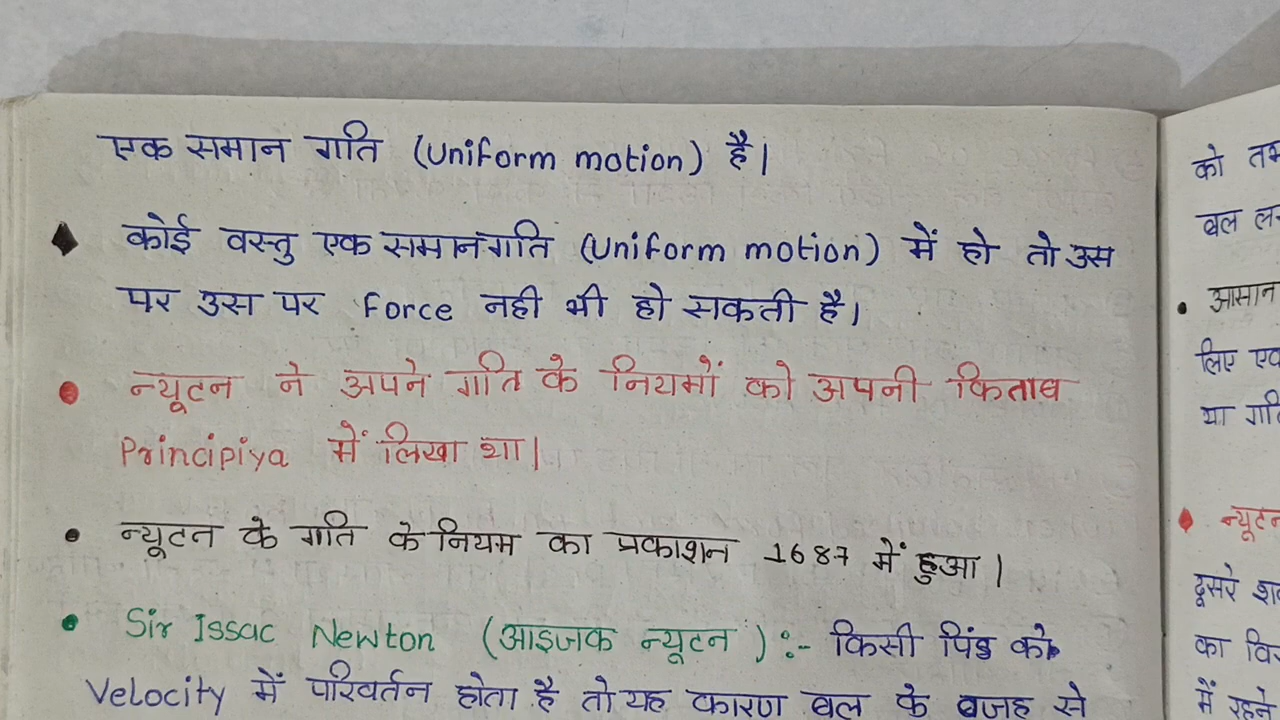 एक समान गति (Uniform motion) है।
कोई वस्तु एक समान गति (Uniform motion) में हो तो उस
पर उस पर Force नही भी हो सकती है।
न्यूटन ने अपने गति के नियमों को अपनी किताब
Principiya में लिखा था।
न्यूटन के गति के नियम का प्रकाशन 1687 में हुआ।
Sir Issac Newton (आइजक न्यूटन) :- किसी पिंड को
Velocity में परिवर्तन होता है तो यह कारण बल के वजह से
को
आसान
या
न्यूटन
दूसरे
का
में रहने